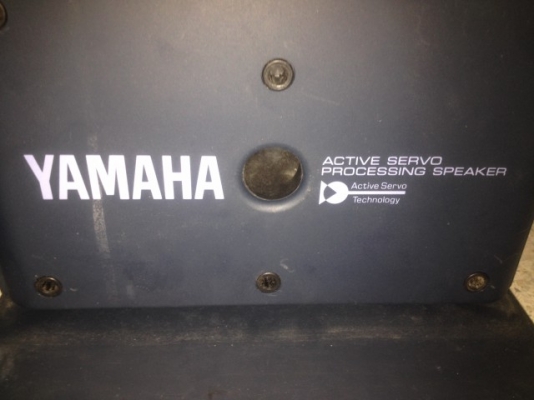 YAMAHA
ACTIVE SERVO
PROCESSING SPEAKER
Active Servo
Technology